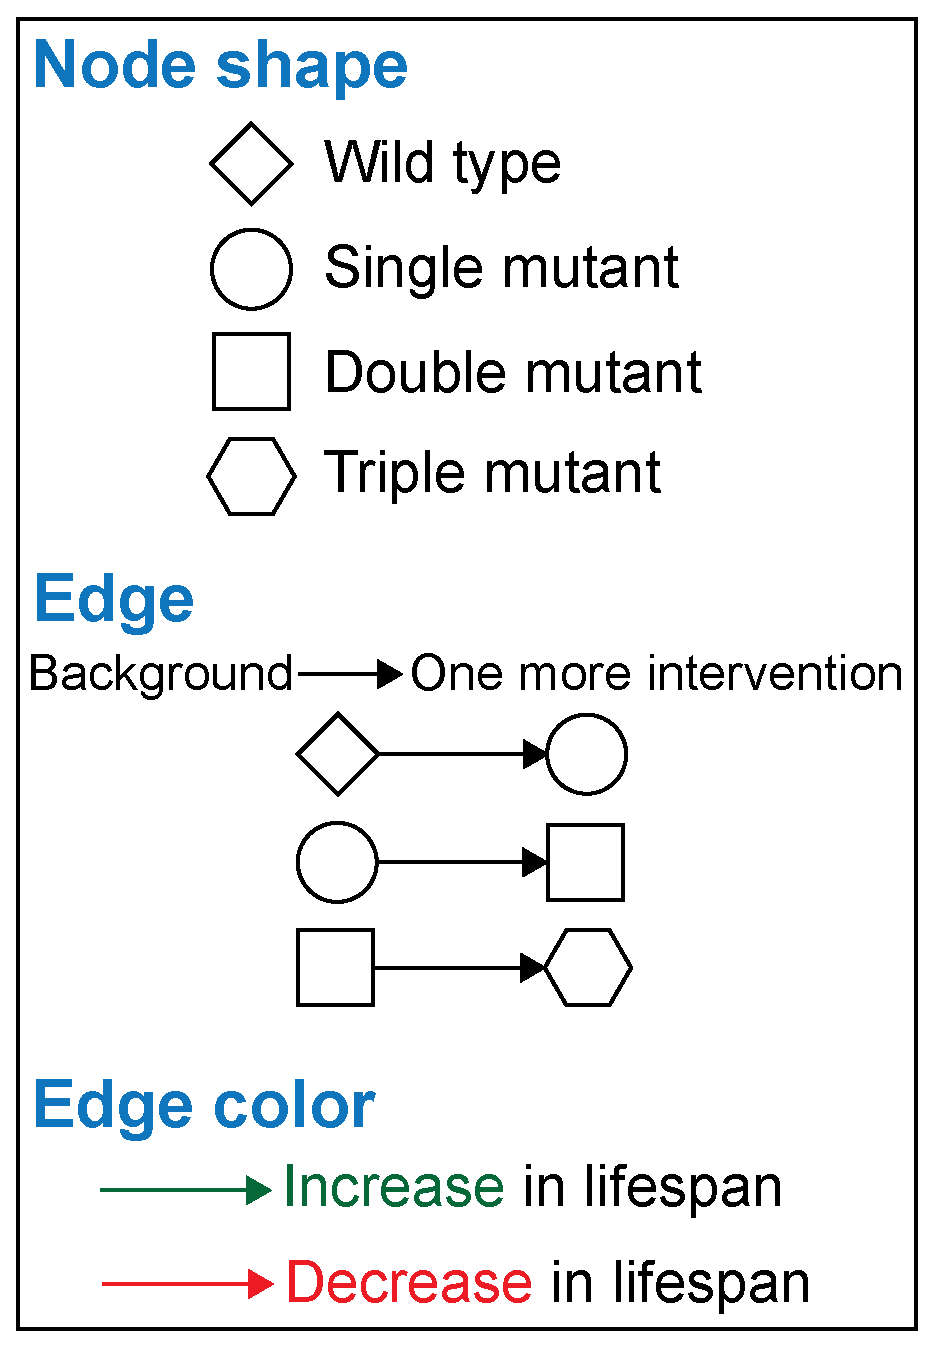 Node shape
Wild type
Single mutant
Double mutant
Triple mutant
Edge
Background One more intervention
Edge color
Increase in lifespan
Decrease in lifespan